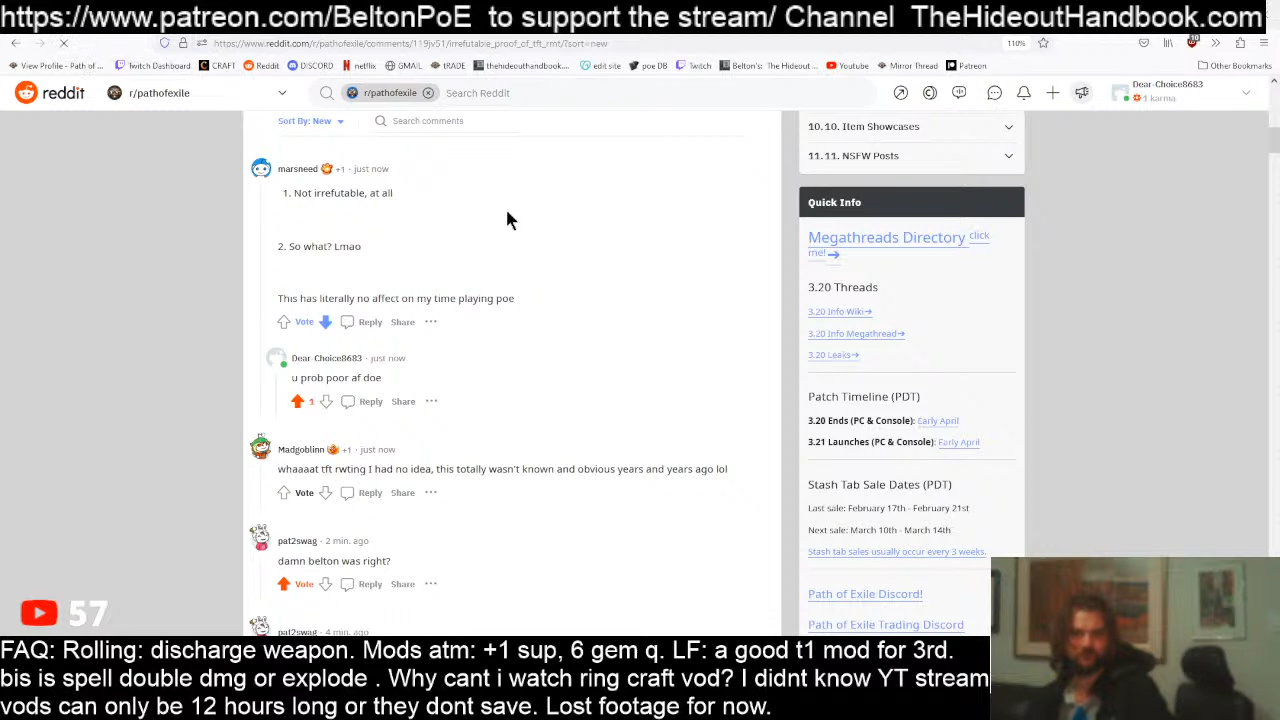 https://www.patreon.com/BeltonPoE to support the stream/ Channel TheHideoutHandbook.com
https://www.reddit.com/r/pathofexile/comments/119jv51/irrefutable_proof_of_tft_rmt/?sort=new
110%
10
View Profile - Path of ...
Twitch Dashboard
CRAFT
Reddit
DISCORD
netflix
GMAIL
tRADE
thehideouthandbook....
edit site
poe DB
Twitch
Belton's: The Hideout ...
Youtube
Mirror Thread
Patreon
Other Bookmarks
reddit
r/pathofexile
r/pathofexile
Search Reddit
Dear-Choice8683
1 karma
Sort By: New
Search comments
marsneed +1 · just now
1. Not irrefutable, at all
2. So what? Lmao
This has literally no affect on my time playing poe
Vote Reply Share ...
Dear-Choice8683 · just now
u prob poor af doe
1 Reply Share ...
Madgoblinn +1 · just now
whaaaat tft rwting I had no idea, this totally wasn't known and obvious years and years ago lol
Vote Reply Share ...
pat2swag · 2 min. ago
damn belton was right?
Vote Reply Share ...
pat2swag · 4 min. ago
10.10. Item Showcases
11.11. NSFW Posts
Quick Info
Megathreads Directory click
me!➔
3.20 Threads
3.20 Info Wiki➔
3.20 Info Megathread➔
3.20 Leaks➔
Patch Timeline (PDT)
3.20 Ends (PC & Console): Early April
3.21 Launches (PC & Console): Early April
Stash Tab Sale Dates (PDT)
Last sale: February 17th - February 21st
Next sale: March 10th - March 14th
Stash tab sales usually occur every 3 weeks.
Path of Exile Discord!
Path of Exile Trading Discord
57
FAQ: Rolling: discharge weapon. Mods atm: +1 sup, 6 gem q. LF: a good t1 mod for 3rd.
bis is spell double dmg or explode . Why cant i watch ring craft vod? I didnt know YT stream
vods can only be 12 hours long or they dont save. Lost footage for now.